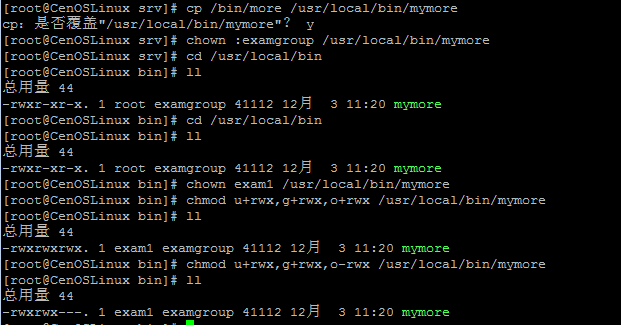 [root@CenOSLinux srv]# cp /bin/more /usr/local/bin/mymore
cp：是否覆盖"/usr/local/bin/mymore"？ y
[root@CenOSLinux srv]# chown :examgroup /usr/local/bin/mymore
[root@CenOSLinux srv]# cd /usr/local/bin
[root@CenOSLinux bin]# ll
总用量 44
-rwxr-xr-x. 1 root examgroup 41112 12月  3 11:20 mymore
[root@CenOSLinux bin]# cd /usr/local/bin
[root@CenOSLinux bin]# ll
总用量 44
-rwxr-xr-x. 1 root examgroup 41112 12月  3 11:20 mymore
[root@CenOSLinux bin]# chown exam1 /usr/local/bin/mymore
[root@CenOSLinux bin]# chmod u+rwx,g+rwx,o+rwx /usr/local/bin/mymore
[root@CenOSLinux bin]# ll
总用量 44
-rwxrwxrwx. 1 exam1 examgroup 41112 12月  3 11:20 mymore
[root@CenOSLinux bin]# chmod u+rwx,g+rwx,o-rwx /usr/local/bin/mymore
[root@CenOSLinux bin]# ll
总用量 44
-rwxrwx---. 1 exam1 examgroup 41112 12月  3 11:20 mymore
[root@CenOSLinux bin]#